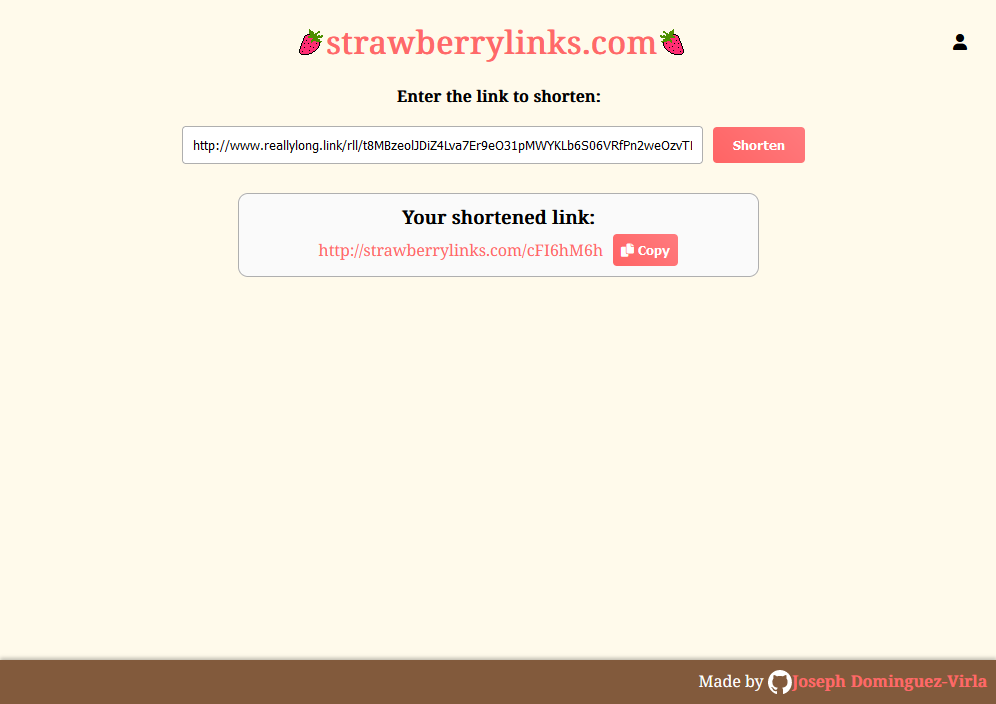 strawberrylinks.com
Enter the link to shorten:
http://www.reallylong.link/rll/t8MBzeolJDiZ4Lva7Er9eO31pMWYKLb6S06VRfPn2weOzvTI
Shorten
Your shortened link:
http://strawberrylinks.com/cFI6hM6h
Copy
Made by Joseph Dominguez-Virla